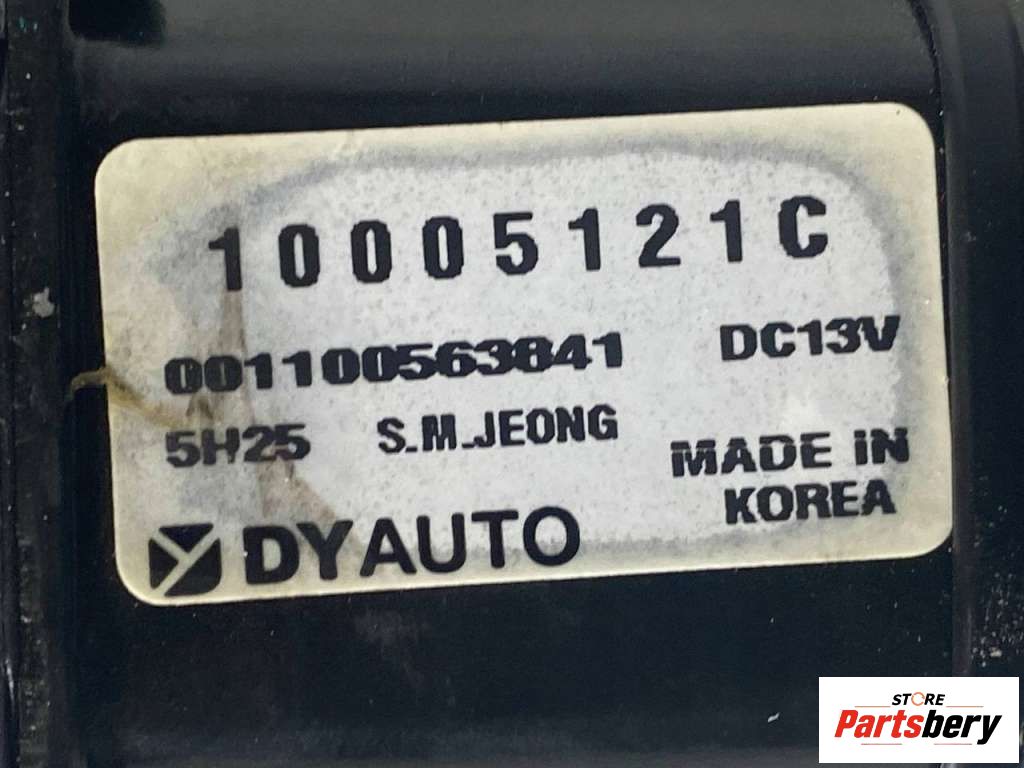 10005121C
001100563841 DC13V
5H25 S.M.JEONG
MADE IN
KOREA
DYAUTO
STORE
Partsbery